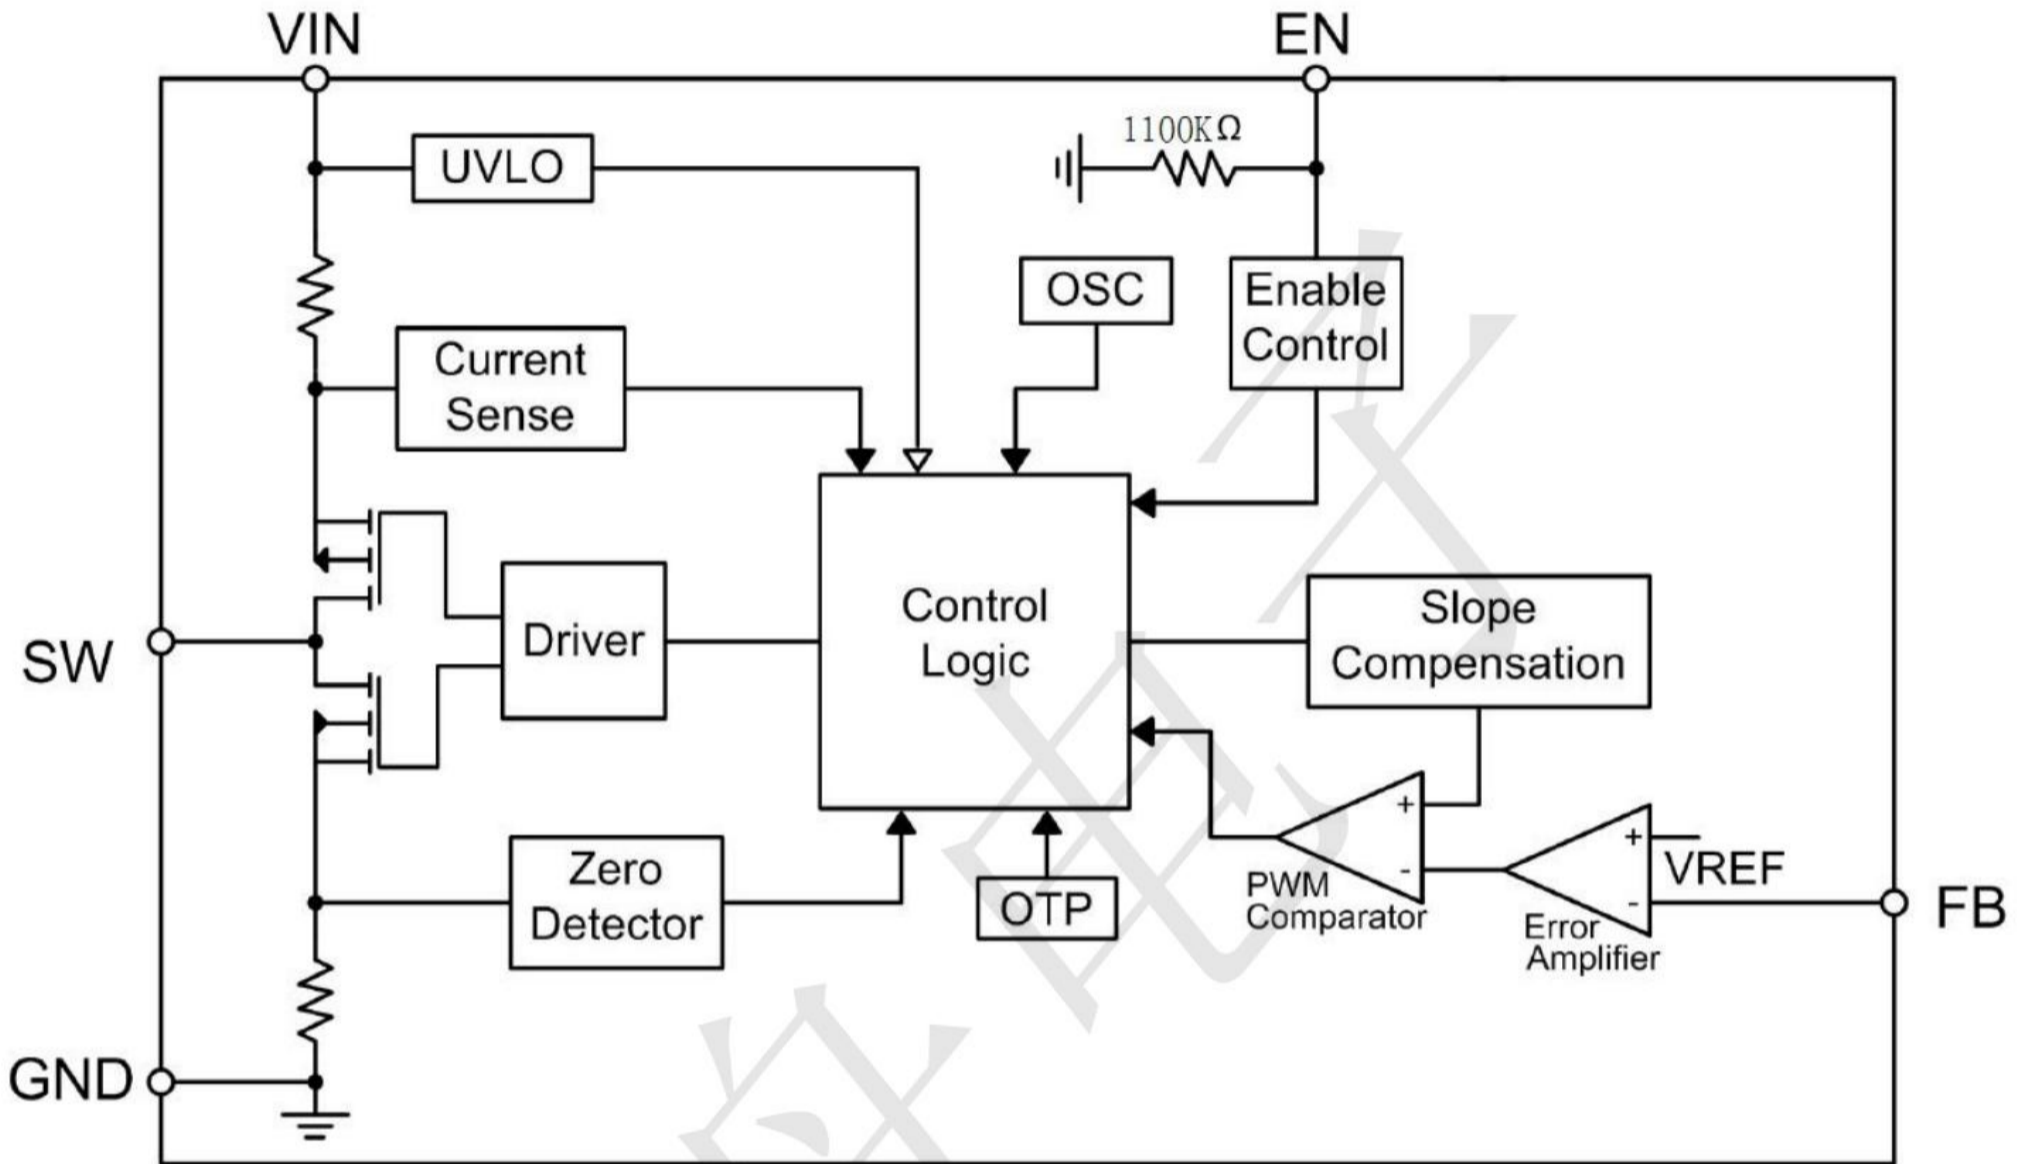 VIN
EN
1100KΩ
UVLO
OSC
Enable
Control
Current
Sense
Control
Logic
Driver
SW
Slope
Compensation
+
-
PWM
Comparator
+
VREF
-
Error
Amplifier
FB
Zero
Detector
OTP
GND